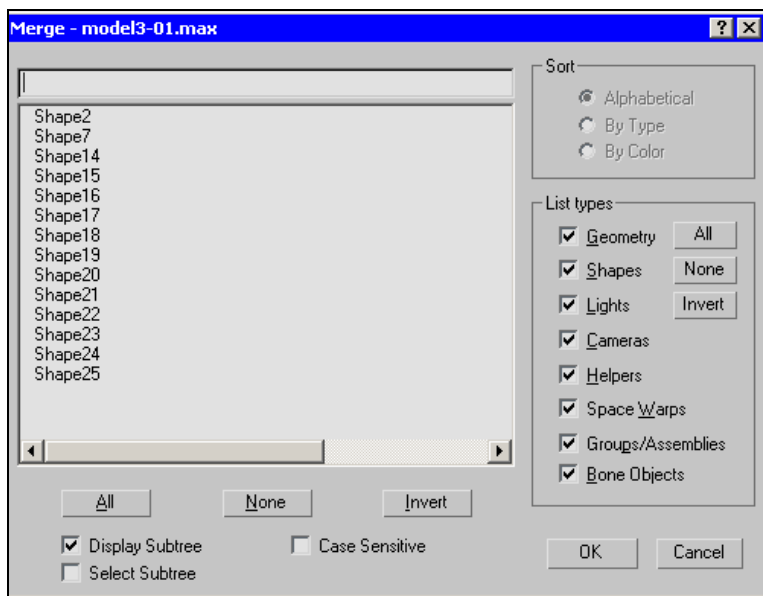 Merge - model3-01.max
Shape2
Shape7
Shape14
Shape15
Shape16
Shape17
Shape18
Shape19
Shape20
Shape21
Shape22
Shape23
Shape24
Shape25
All None Invert
Display Subtree Case Sensitive
Select Subtree
Sort
Alphabetical
By Type
By Color
List types
Geometry All
Shapes None
Lights Invert
Cameras
Helpers
Space Warps
Groups/Assemblies
Bone Objects
OK Cancel